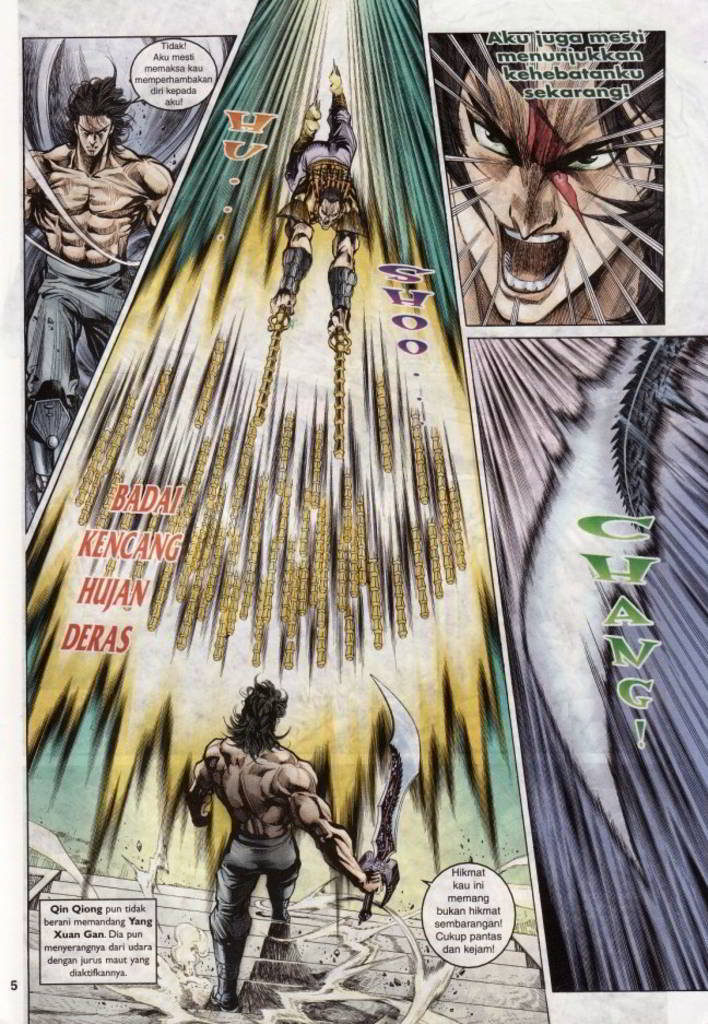 Tidak!
Aku mesti
memaksa kau
memperhambakan
diri kepada
aku!
HU...
SHOO...
Aku juga mesti
menunjukkan
kehebatanku
sekarang!
BADAI
KENCANG
HUJAN
DERAS
CHANG!
Qin Qiong pun tidak
berani memandang Yang
Xuan Gan. Dia pun
menyerangnya dari udara
dengan jurus maut yang
diaktifkannya.
Hikmat
kau ini
memang
bukan hikmat
sembarangan!
Cukup pantas
dan kejam!
5